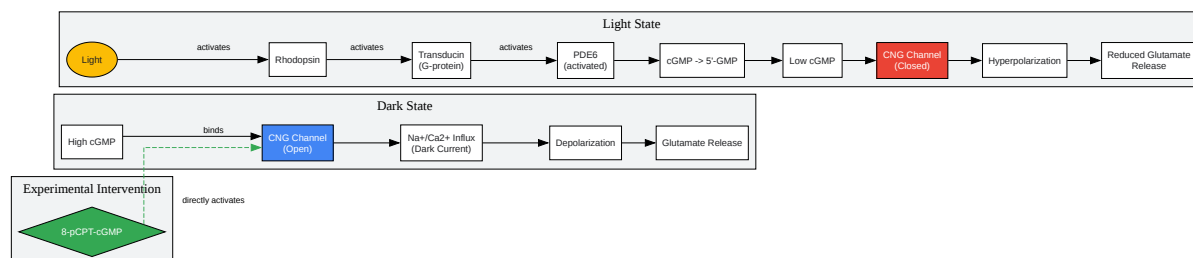 Light State
Light
activates
Rhodopsin
activates
Transducin
(G-protein)
activates
PDE6
(activated)
cGMP -> 5'-GMP
Low cGMP
CNG Channel
(Closed)
Hyperpolarization
Reduced Glutamate
Release
Dark State
High cGMP
binds
CNG Channel
(Open)
Na+/Ca2+ Influx
(Dark Current)
Depolarization
Glutamate Release
Experimental Intervention
directly activates
8-pCPT-cGMP